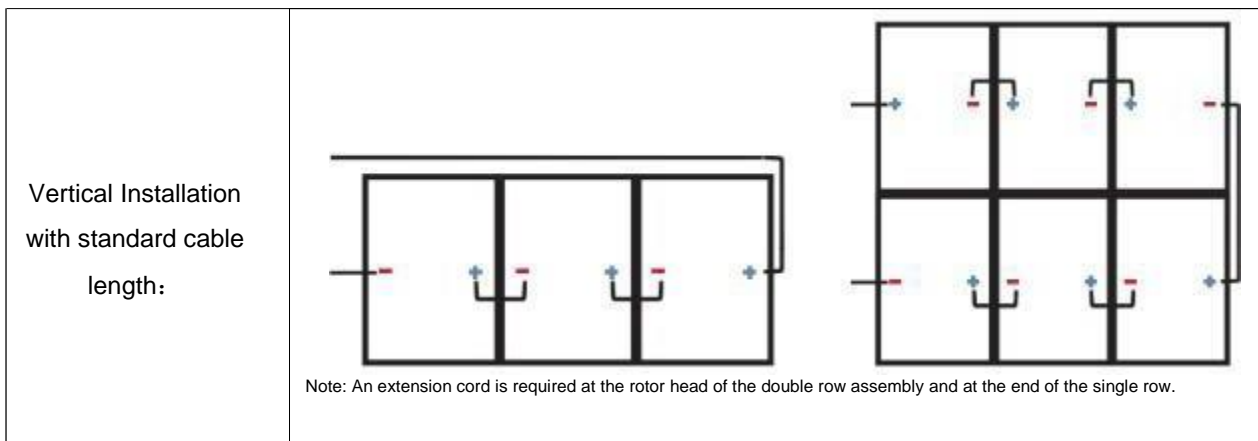 Vertical Installation
with standard cable
length：
- + - + - +
+ - + - + -
- + - + - +
Note: An extension cord is required at the rotor head of the double row assembly and at the end of the single row.